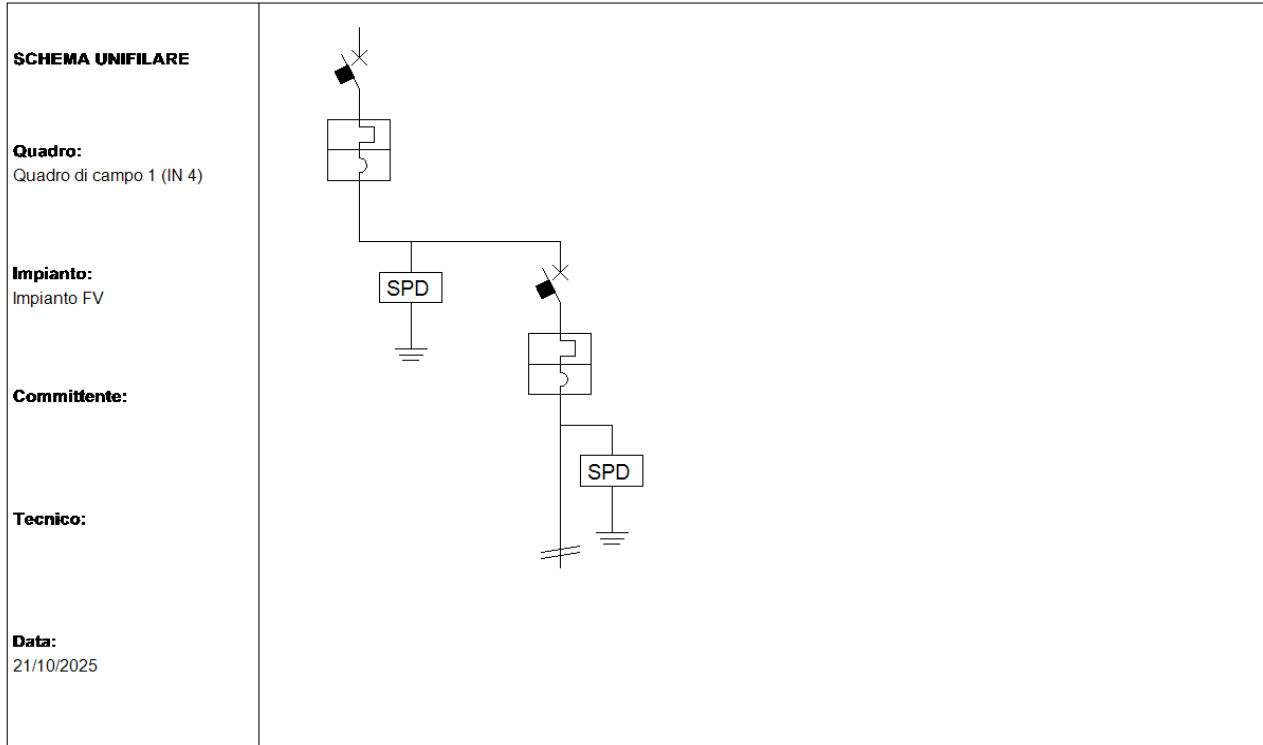 SCHEMA UNIFILARE
Quadro:
Quadro di campo 1 (IN 4)
Impianto:
Impianto FV
Committente:
Tecnico:
Data:
21/10/2025
SPD
SPD